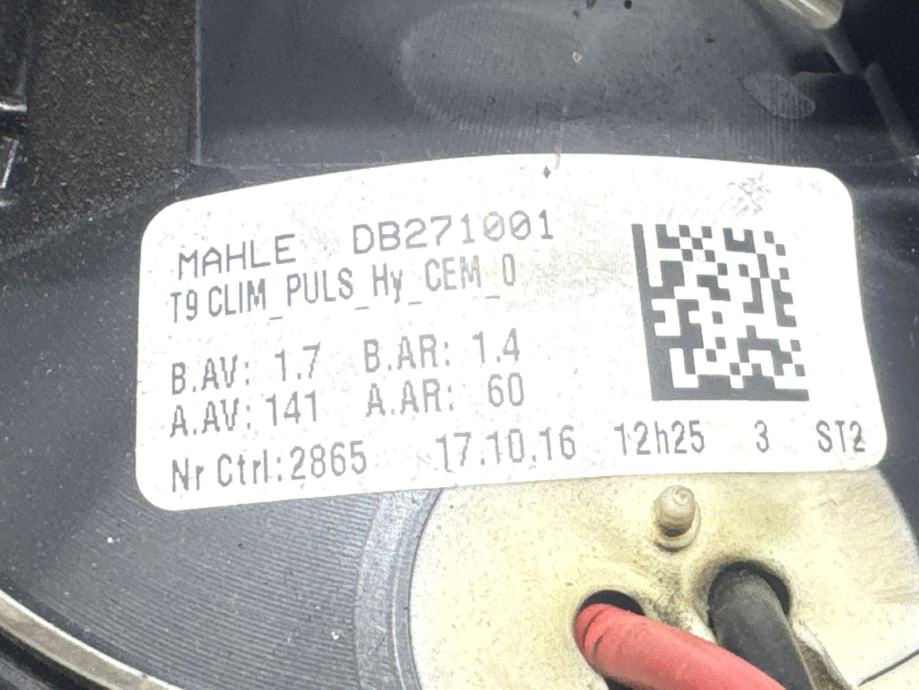 MAHLE DB271001
T9 CLIM_PULS_Hy_CEM_0
B.AV: 1.7 B.AR: 1.4
A.AV: 141 A.AR: 60
Nr Ctrl:2865 17.10.16 12h25 3 ST2